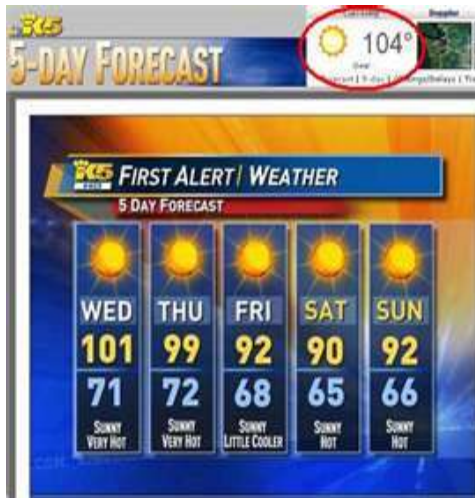 K5
5-DAY FORECAST
104°
Doppler
K5 FIRST ALERT WEATHER
5 DAY FORECAST
WED THU FRI SAT SUN
101 99 92 90 92
71 72 68 65 66
SUNNY SUNNY SUNNY SUNNY SUNNY
VERY HOT VERY HOT LITTLE COOLER HOT HOT